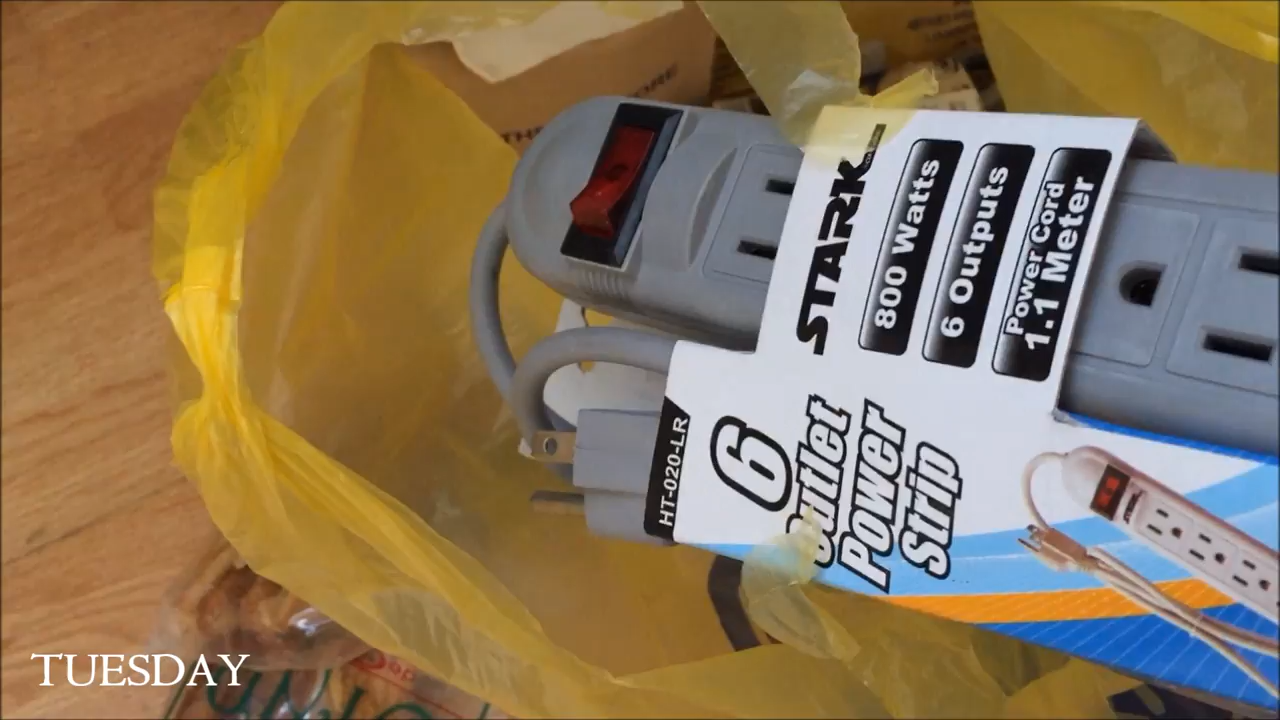 STARK
800 Watts
6 Outputs
Power Cord
1.1 Meter
HT-020-LR
6
Outlet
Power
Strip
TUESDAY